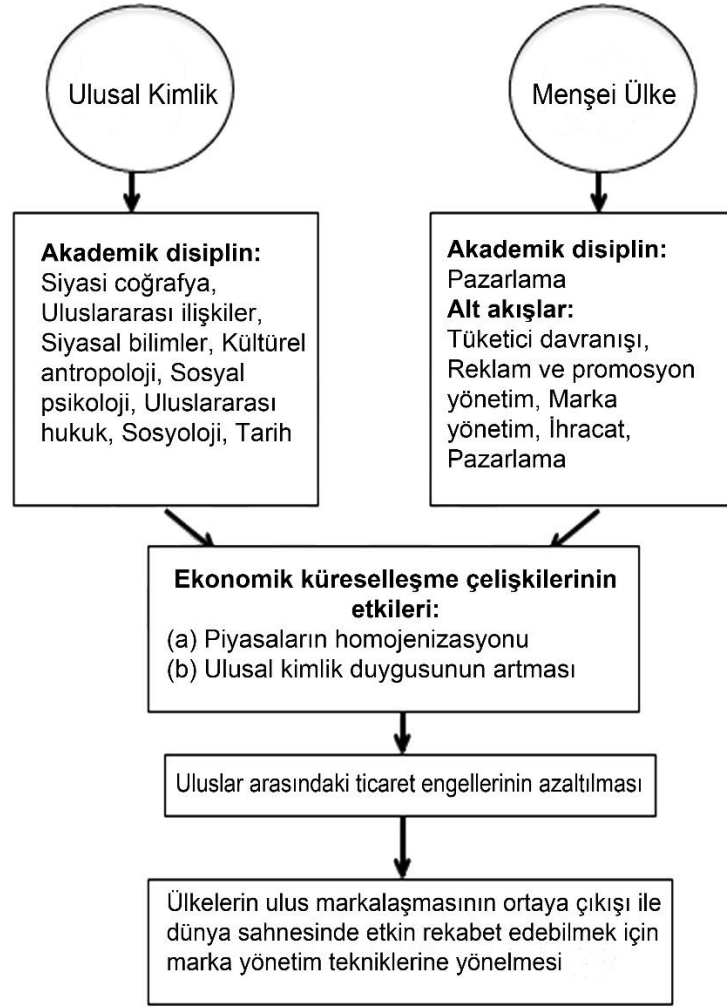 Ulusal Kimlik
Menşei Ülke
Akademik disiplin:
Siyasi coğrafya,
Uluslararası ilişkiler,
Siyasal bilimler, Kültürel
antropoloji, Sosyal
psikoloji, Uluslararası
hukuk, Sosyoloji, Tarih
Akademik disiplin:
Pazarlama
Alt akışlar:
Tüketici davranışı,
Reklam ve promosyon
yönetim, Marka
yönetim, İhracat,
Pazarlama
Ekonomik küreselleşme çelişkilerinin
etkileri:
(a) Piyasaların homojenizasyonu
(b) Ulusal kimlik duygusunun artması
Uluslar arasındaki ticaret engellerinin azaltılması
Ülkelerin ulus markalaşmasının ortaya çıkışı ile
dünya sahnesinde etkin rekabet edebilmek için
marka yönetim tekniklerine yönelmesi